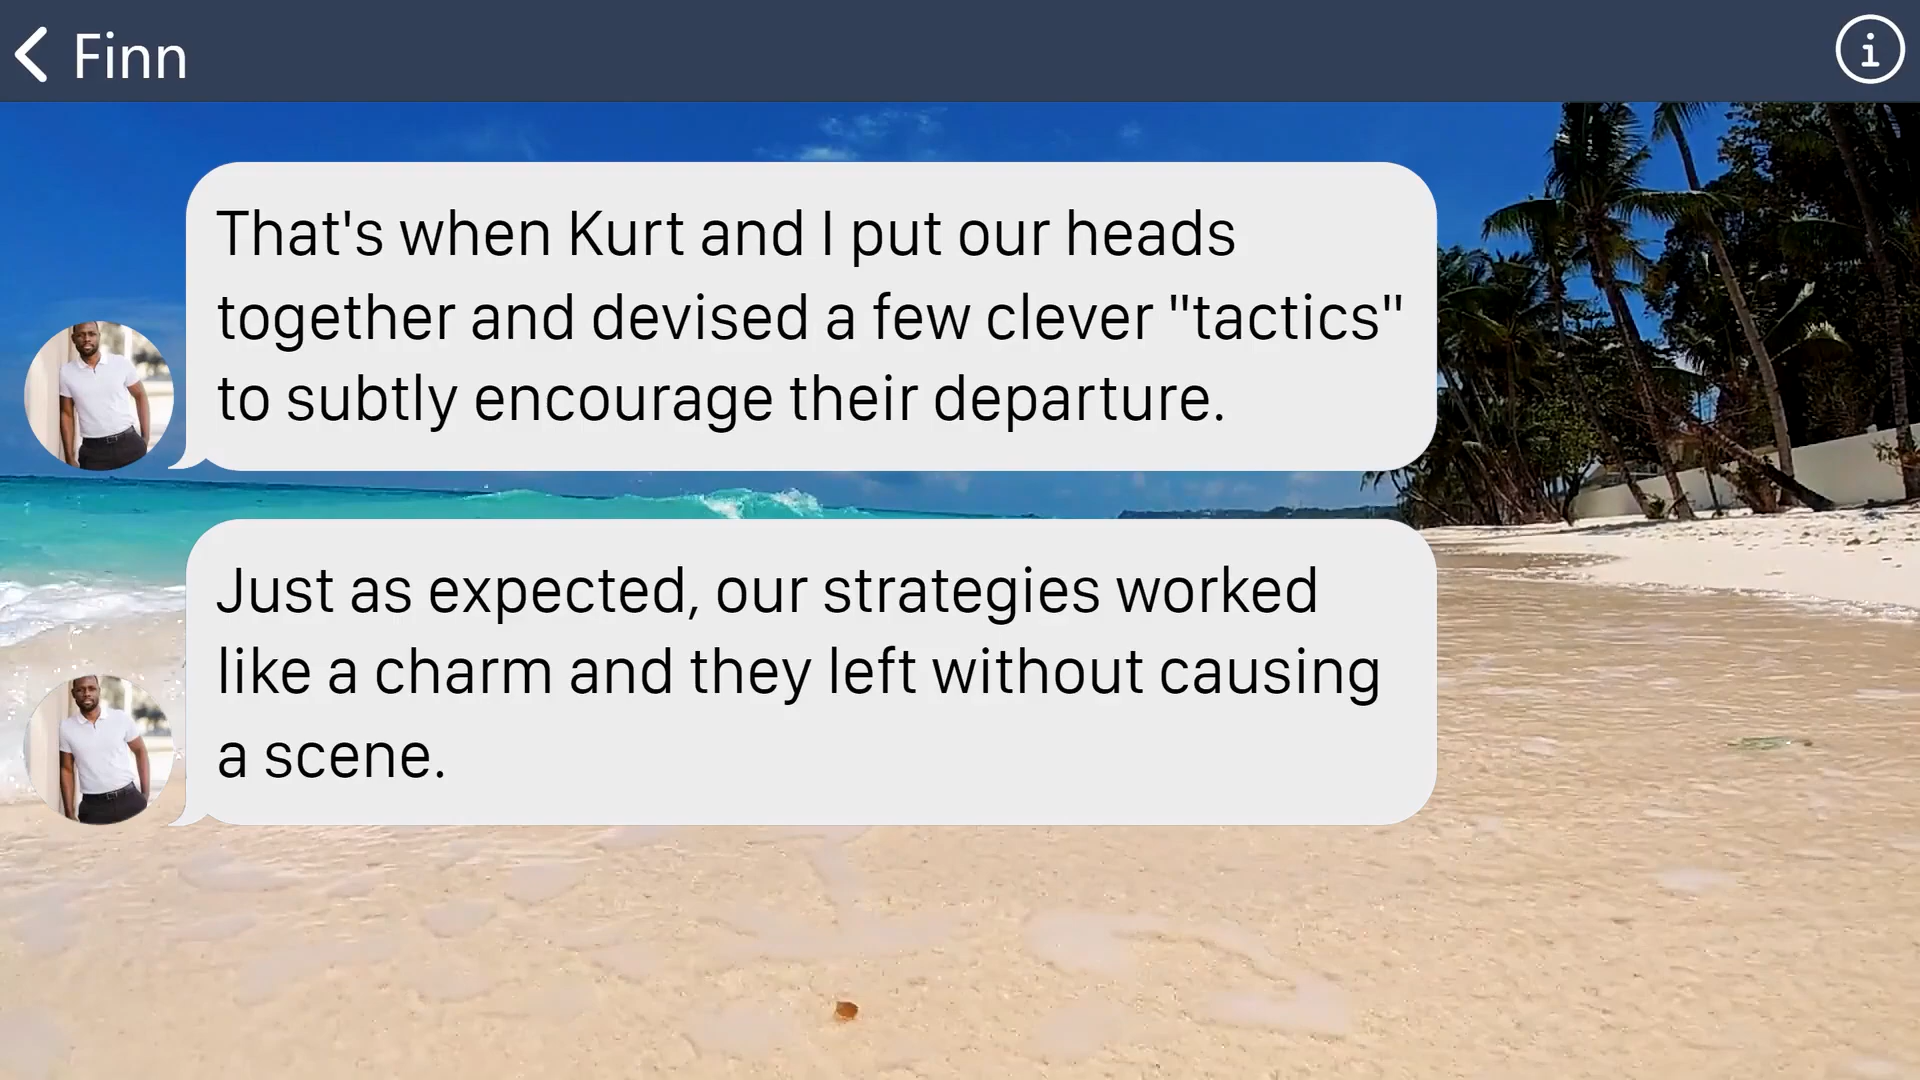 Finn
That's when Kurt and I put our heads
together and devised a few clever "tactics"
to subtly encourage their departure.
Just as expected, our strategies worked
like a charm and they left without causing
a scene.